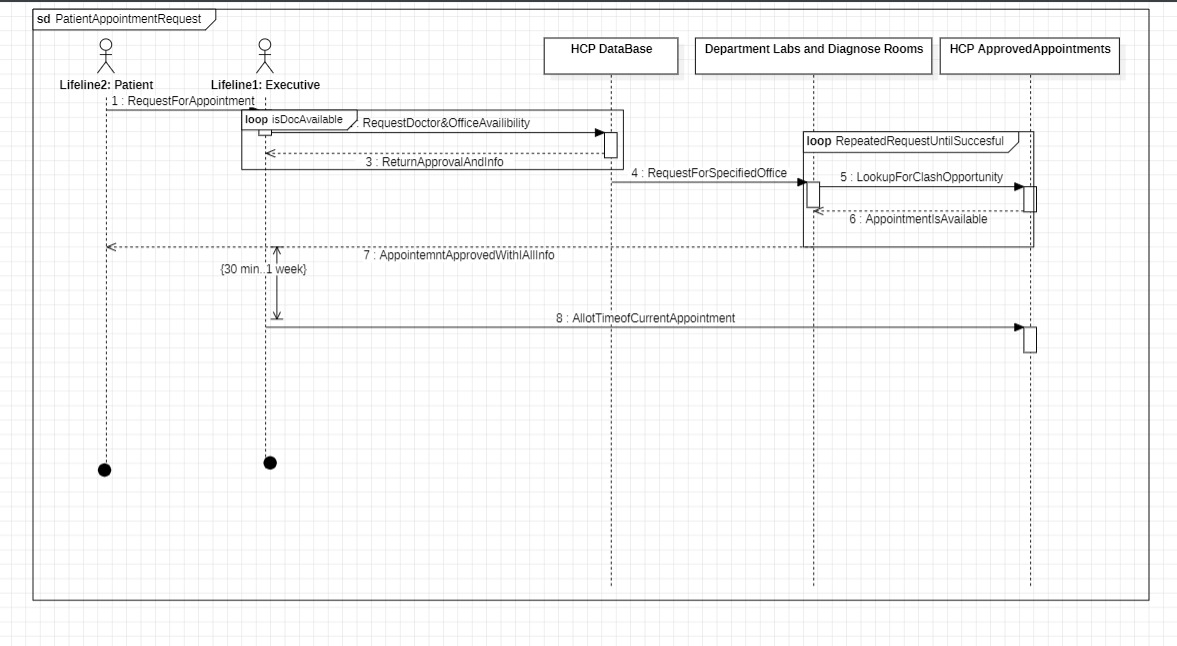 sd PatientAppointmentRequest
HCP DataBase
Department Labs and Diagnose Rooms
HCP ApprovedAppointments
Lifeline2: Patient
Lifeline1: Executive
1 : RequestForAppointment
loop isDocAvailable
: RequestDoctor&OfficeAvailibility
3 : ReturnApprovalAndInfo
loop RepeatedRequestUntilSuccesful
4 : RequestForSpecifiedOffice
5 : LookupForClashOpportunity
6 : AppointmentIsAvailable
7 : AppointemntApprovedWithIAllInfo
{30 min..1 week}
8 : AllotTimeofCurrentAppointment